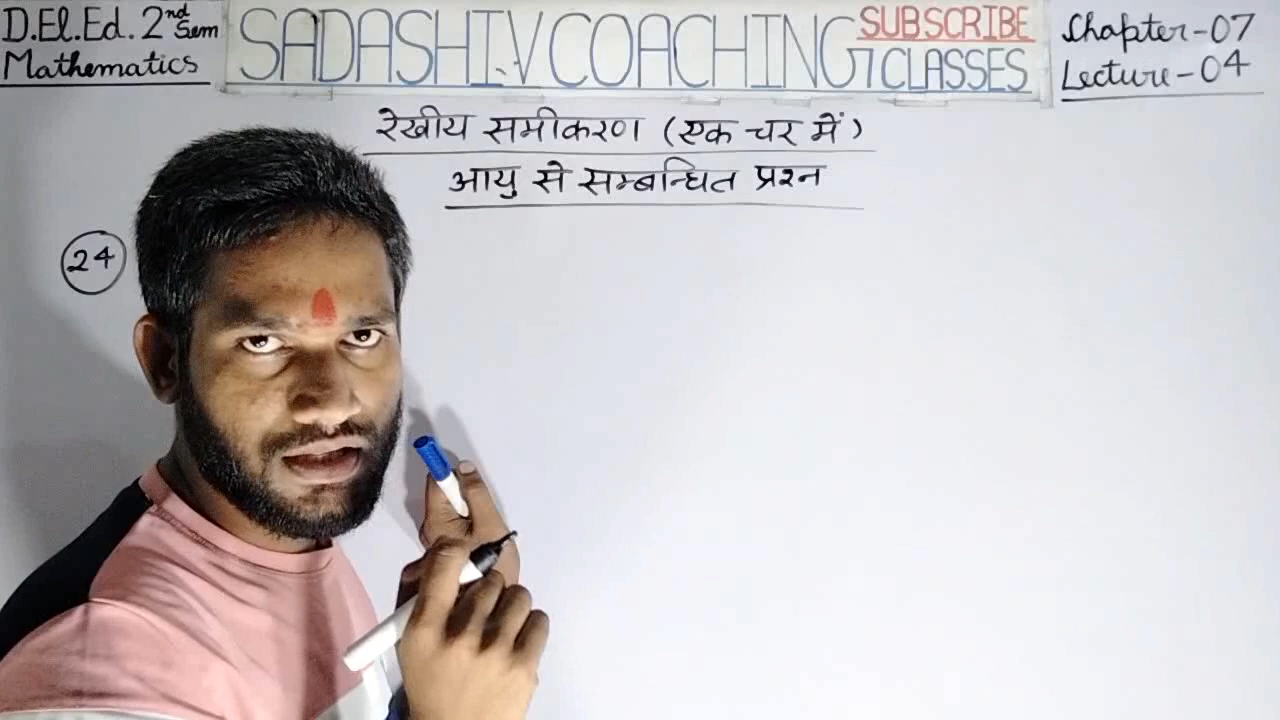 D.El.Ed. 2nd Sem
Mathematics
SADASHIV COACHING CLASSES
SUBSCRIBE
Chapter-07
Lecture-04
रेखीय समीकरण (एक चर में)
आयु से सम्बन्धित प्रश्न
24